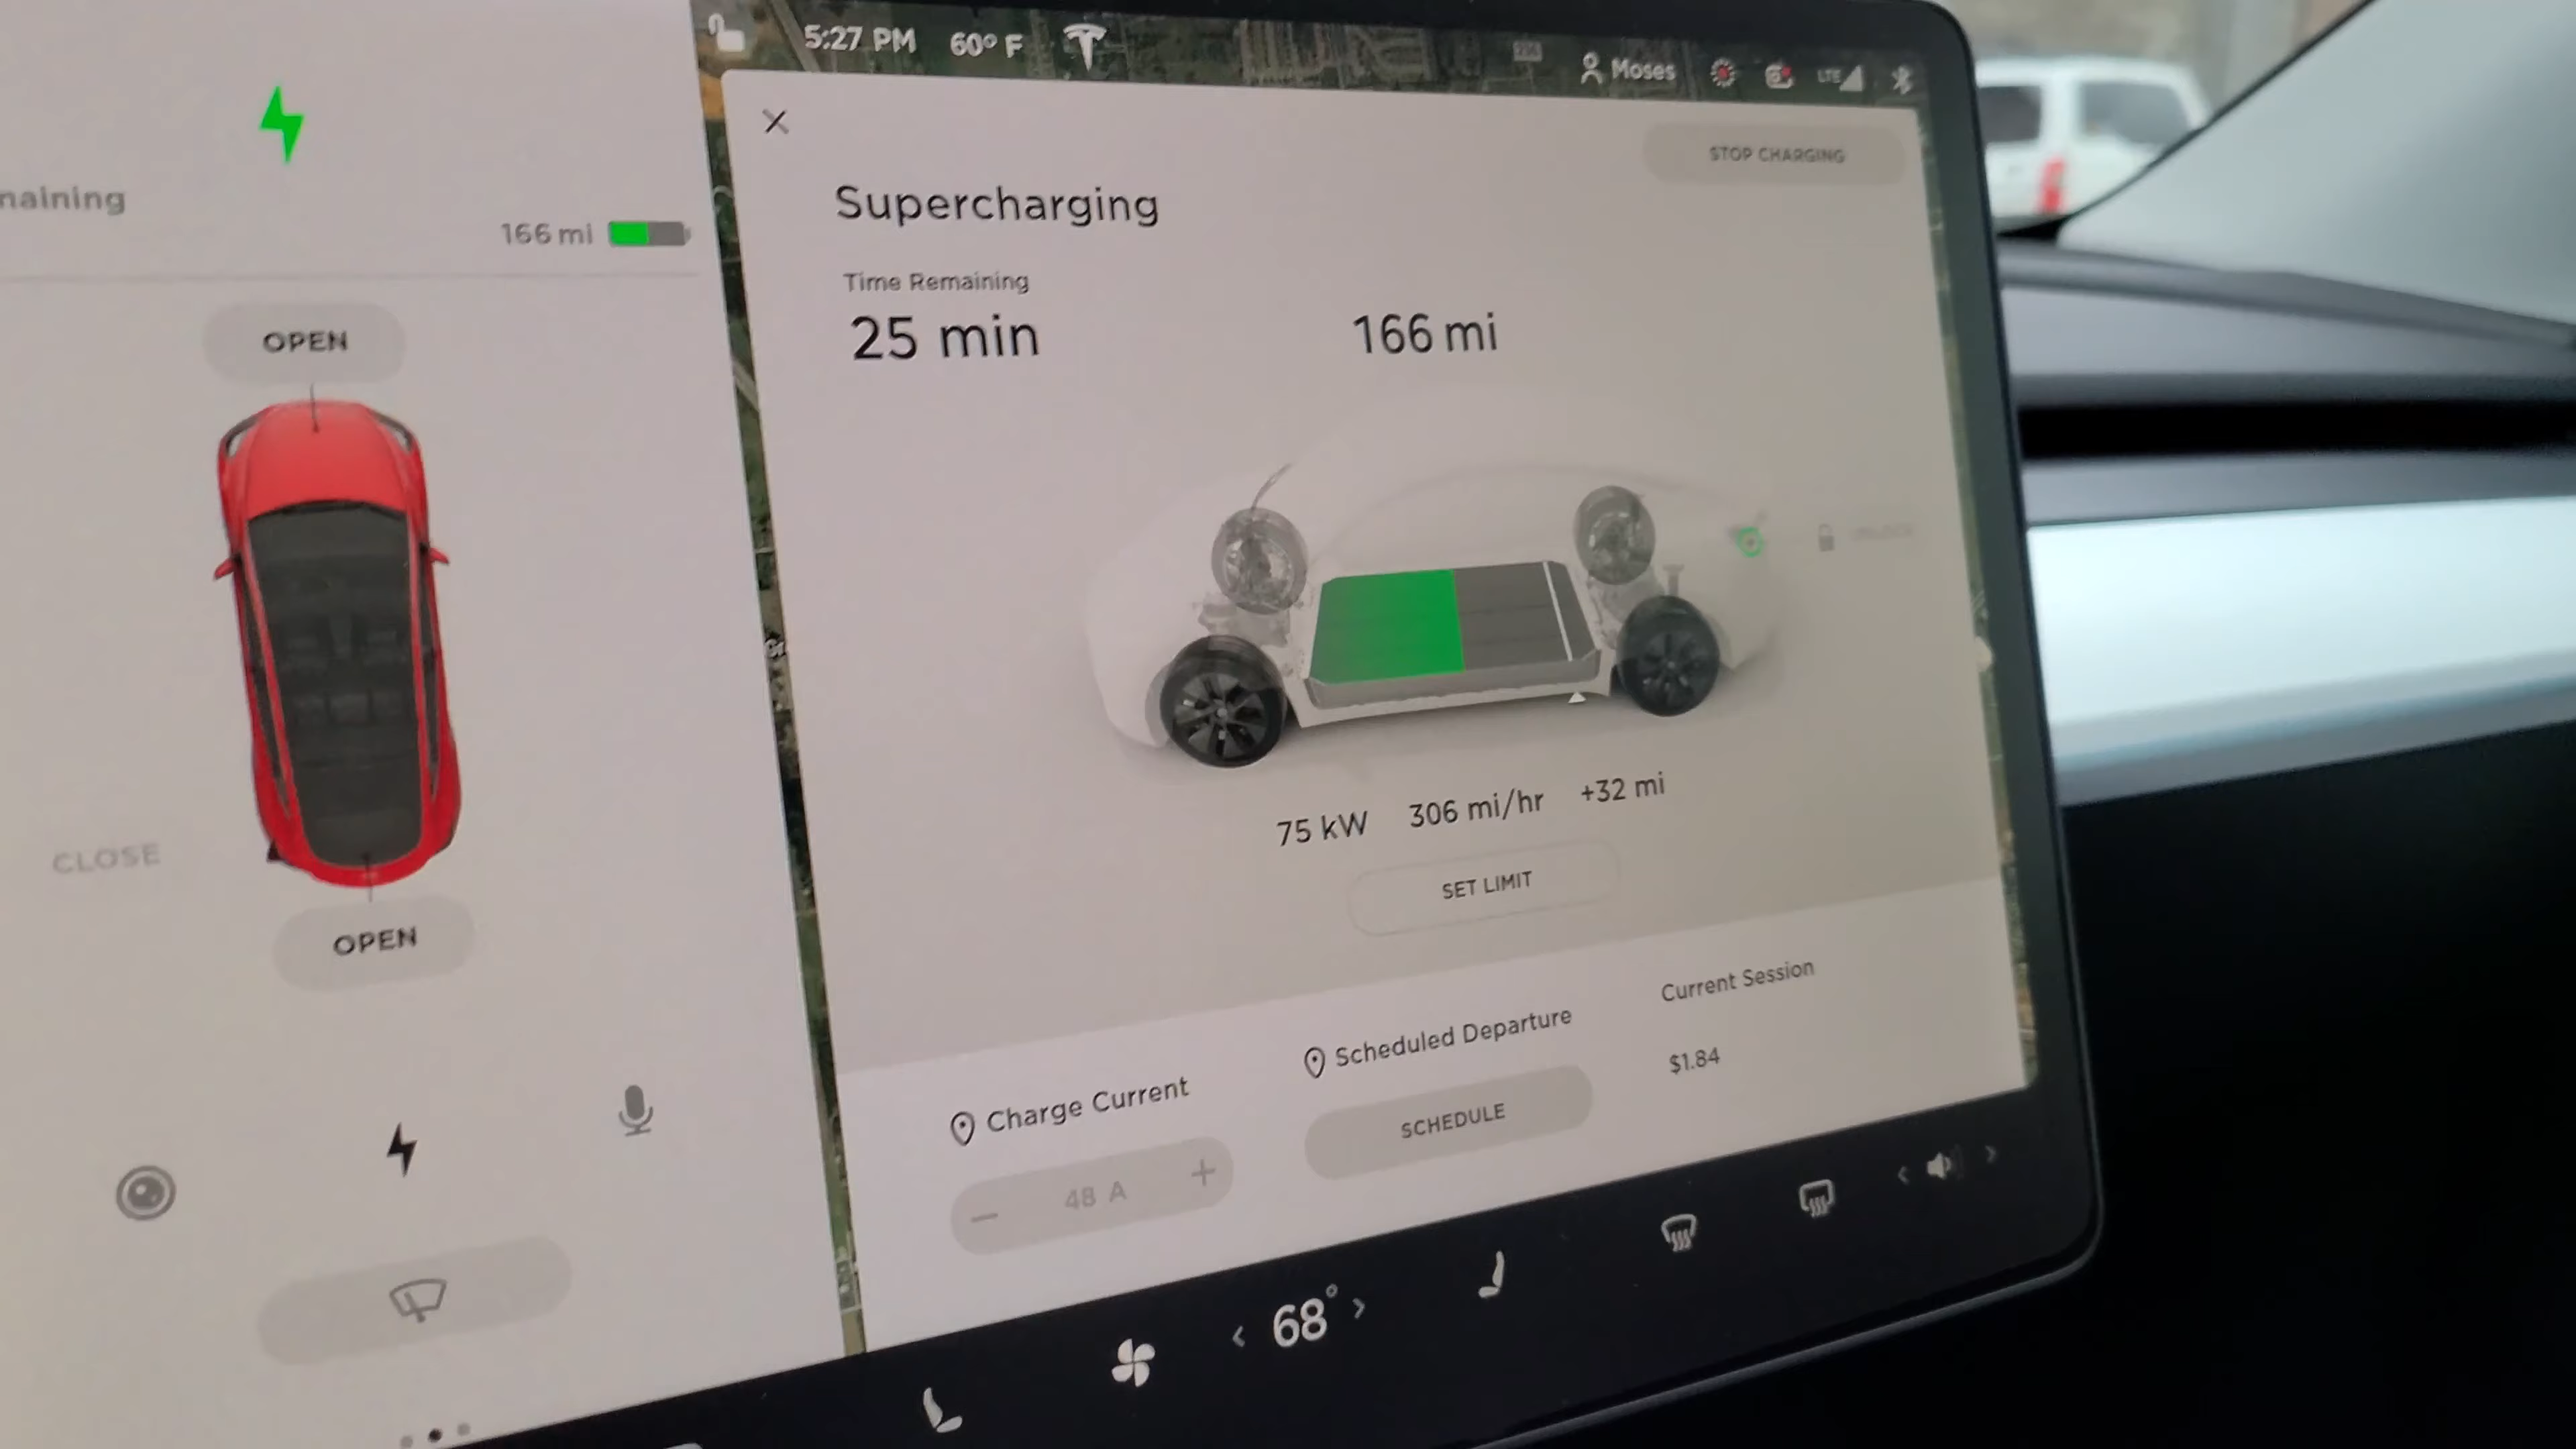 naining
166 mi
OPEN
CLOSE
OPEN
5:27 PM 60° F
Moses
LTE
STOP CHARGING
Supercharging
Time Remaining
25 min
166 mi
75 kW 306 mi/hr +32 mi
SET LIMIT
Charge Current
− 48 A +
Scheduled Departure
SCHEDULE
Current Session
$1.84
< 68° >
< >